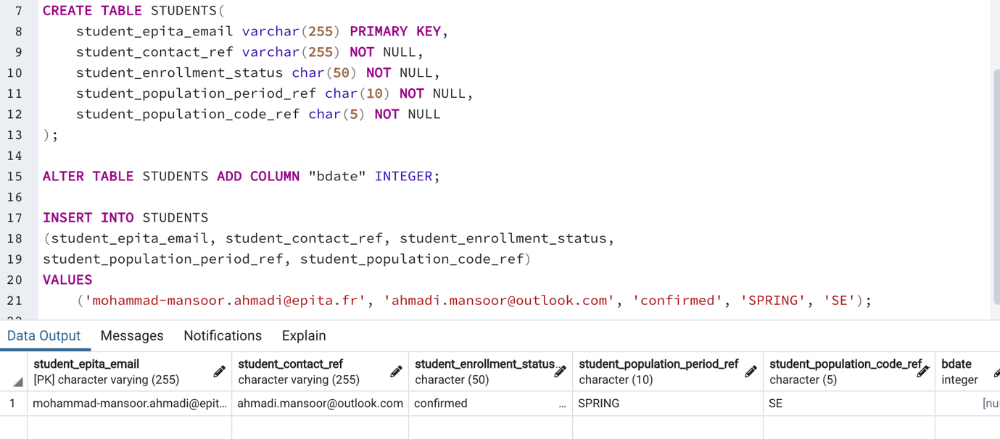 7 CREATE TABLE STUDENTS(
8 student_epita_email varchar(255) PRIMARY KEY,
9 student_contact_ref varchar(255) NOT NULL,
10 student_enrollment_status char(50) NOT NULL,
11 student_population_period_ref char(10) NOT NULL,
12 student_population_code_ref char(5) NOT NULL
13 );
14
15 ALTER TABLE STUDENTS ADD COLUMN "bdate" INTEGER;
16
17 INSERT INTO STUDENTS
18 (student_epita_email, student_contact_ref, student_enrollment_status,
19 student_population_period_ref, student_population_code_ref)
20 VALUES
21 ('mohammad-mansoor.ahmadi@epita.fr', 'ahmadi.mansoor@outlook.com', 'confirmed', 'SPRING', 'SE');
Data Output Messages Notifications Explain
student_epita_email student_contact_ref student_enrollment_status... student_population_period_ref student_population_code_ref bdate
[PK] character varying (255) character varying (255) character (50) character (10) character (5) integer
1 mohammad-mansoor.ahmadi@epit... ahmadi.mansoor@outlook.com confirmed ... SPRING SE